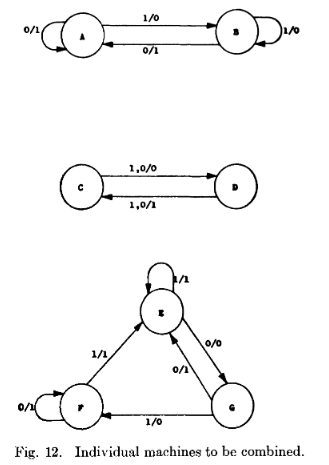 1/0
0/1 A B 1/0
0/1
1,0/0
C D
1,0/1
1/1
E
1/1 0/1 0/0
0/1 F G
1/0
Fig. 12. Individual machines to be combined.